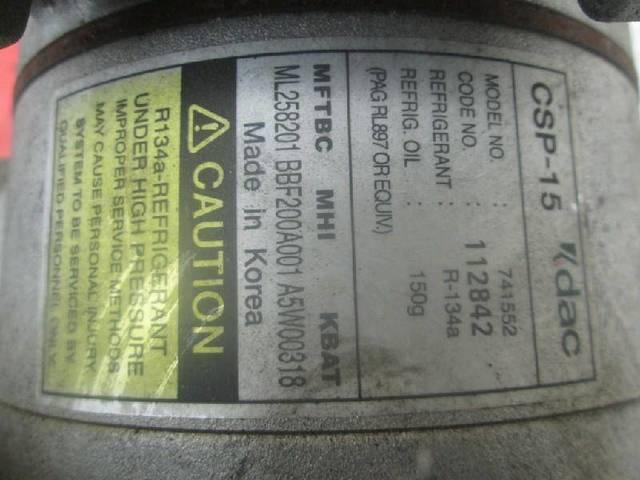 CSP-15 dac
MODEL NO. : 741552
CODE NO. : 112842
REFRIGERANT : R-134a
REFRIG. OIL : 150g
(PAG RL897 OR EQUIV.)
MFTBC MHI KBAT
ML258201 BBF200A001 A5W00318
Made in Korea
CAUTION
R134a-REFRIGERANT
UNDER HIGH PRESSURE
IMPROPER SERVICE METHODS
MAY CAUSE PERSONAL INJURY
SYSTEM TO BE SERVICED BY
QUALIFIED PERSONNEL ONLY.